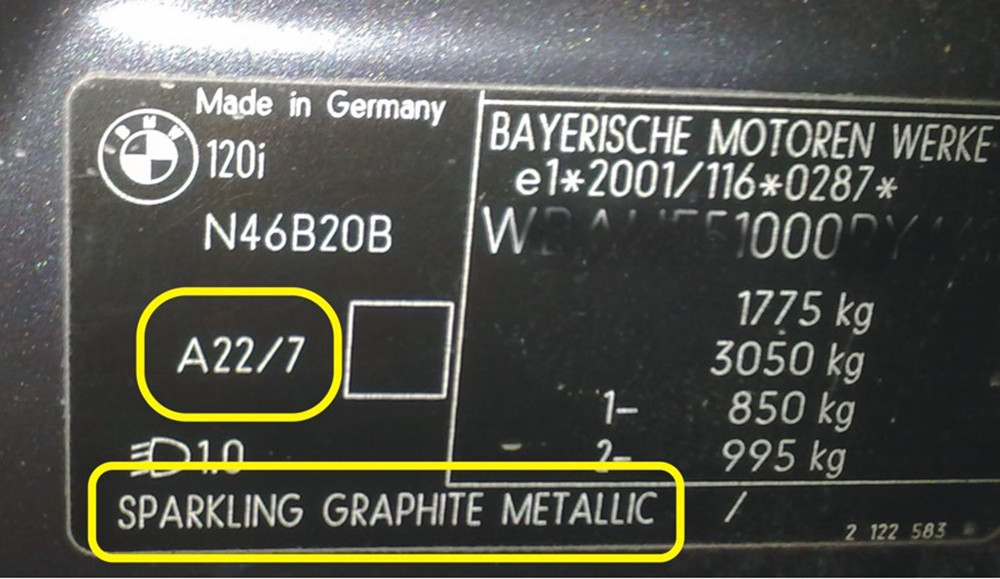 Made in Germany
BMW
120i
N46B20B
A22/7
1.0
SPARKLING GRAPHITE METALLIC /
BAYERISCHE MOTOREN WERKE
e1*2001/116*0287*
1775 kg
3050 kg
1- 850 kg
2- 995 kg
2 122 583